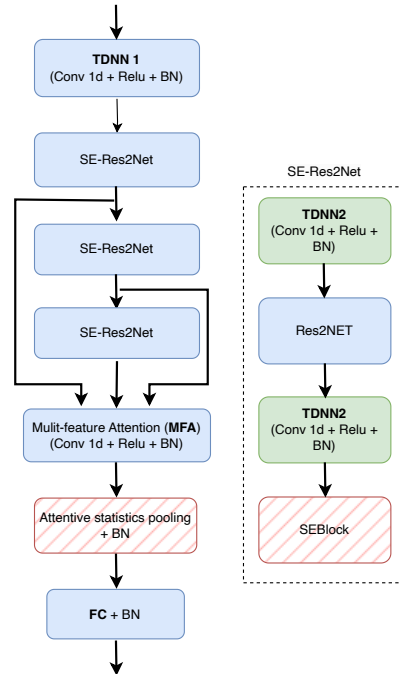 TDNN 1
(Conv 1d + Relu + BN)
SE-Res2Net
SE-Res2Net
SE-Res2Net
Mulit-feature Attention (MFA)
(Conv 1d + Relu + BN)
Attentive statistics pooling
+ BN
FC + BN
SE-Res2Net
TDNN2
(Conv 1d + Relu +
BN)
Res2NET
TDNN2
(Conv 1d + Relu +
BN)
SEBlock